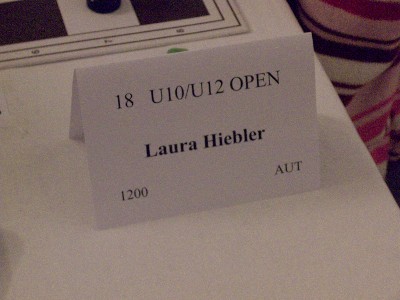 18 U10/U12 OPEN
Laura Hiebler
1200 AUT